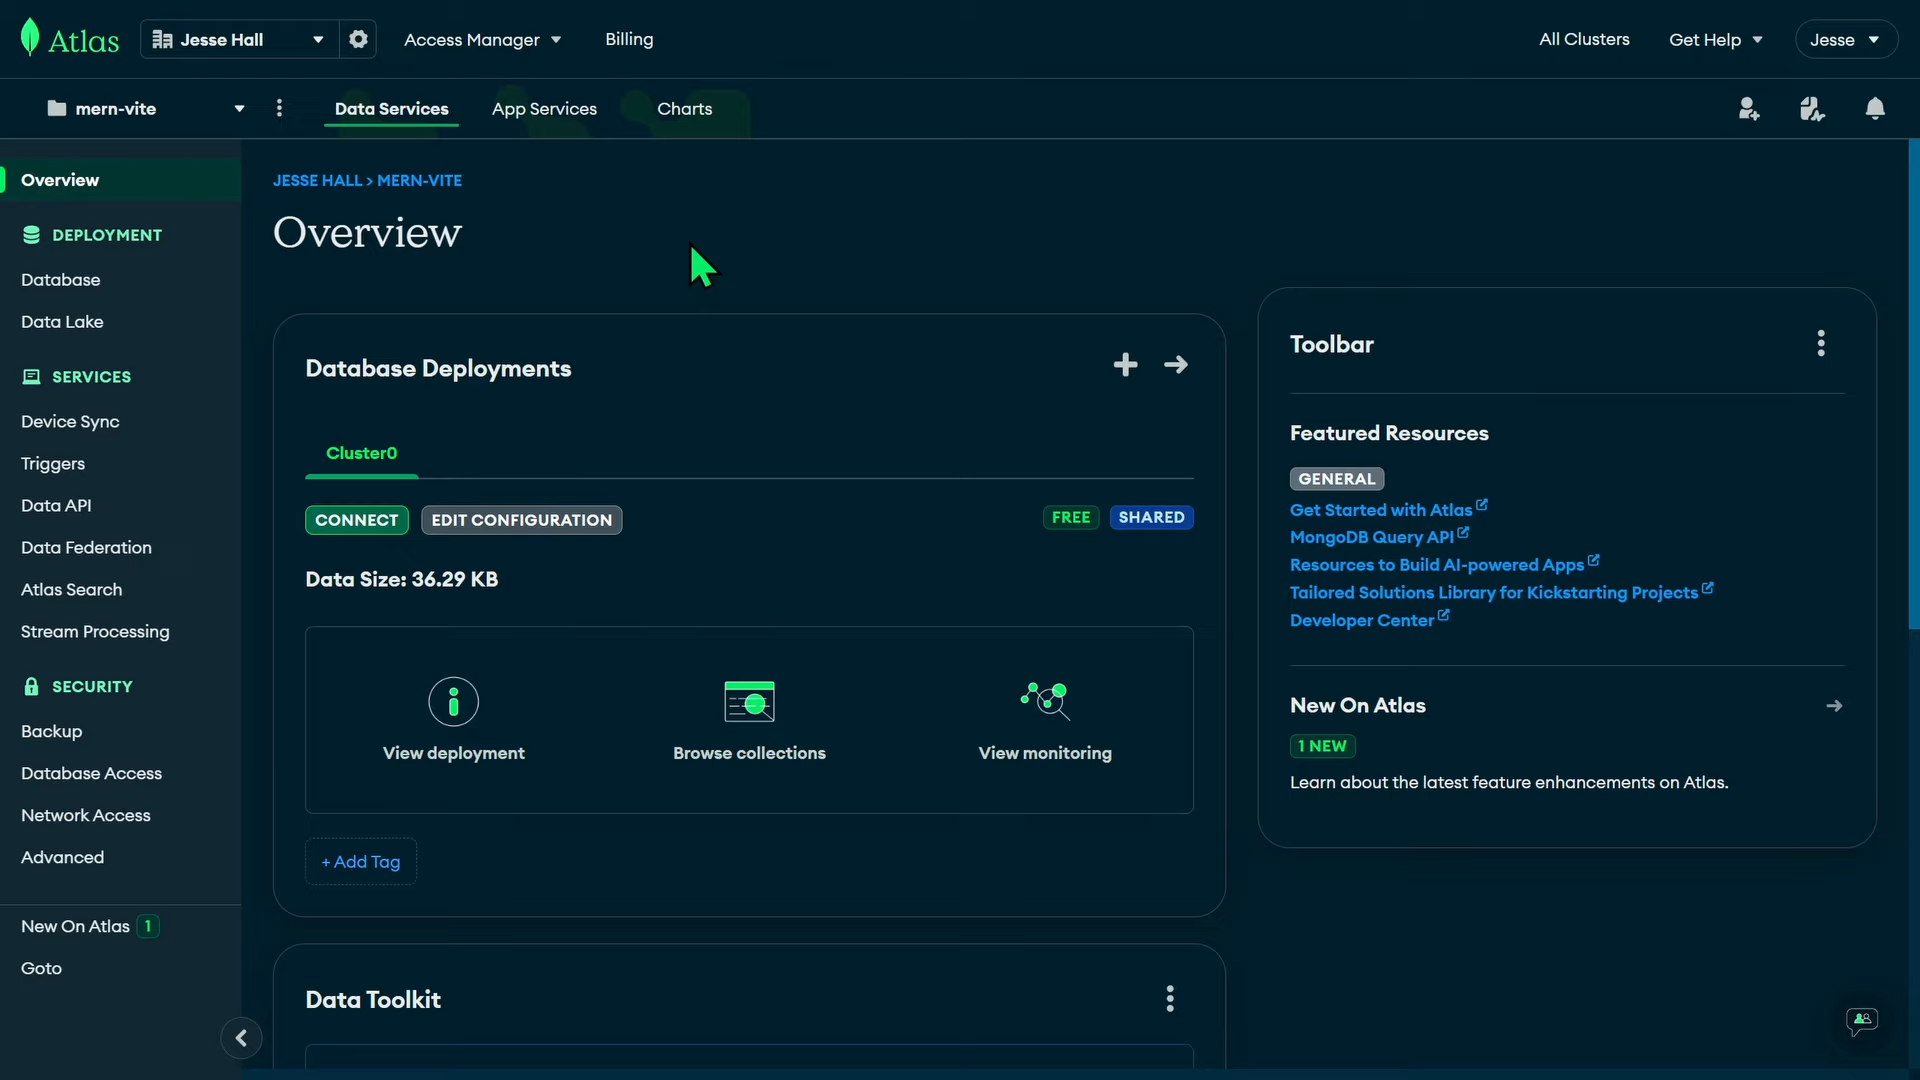 Atlas
Jesse Hall
Access Manager
Billing
All Clusters
Get Help
Jesse
mern-vite
Data Services
App Services
Charts
Overview
DEPLOYMENT
Database
Data Lake
SERVICES
Device Sync
Triggers
Data API
Data Federation
Atlas Search
Stream Processing
SECURITY
Backup
Database Access
Network Access
Advanced
New On Atlas 1
Goto
JESSE HALL > MERN-VITE
Overview
Database Deployments
Cluster0
CONNECT
EDIT CONFIGURATION
FREE
SHARED
Data Size: 36.29 KB
View deployment
Browse collections
View monitoring
+ Add Tag
Data Toolkit
Toolbar
Featured Resources
GENERAL
Get Started with Atlas
MongoDB Query API
Resources to Build AI-powered Apps
Tailored Solutions Library for Kickstarting Projects
Developer Center
New On Atlas
1 NEW
Learn about the latest feature enhancements on Atlas.